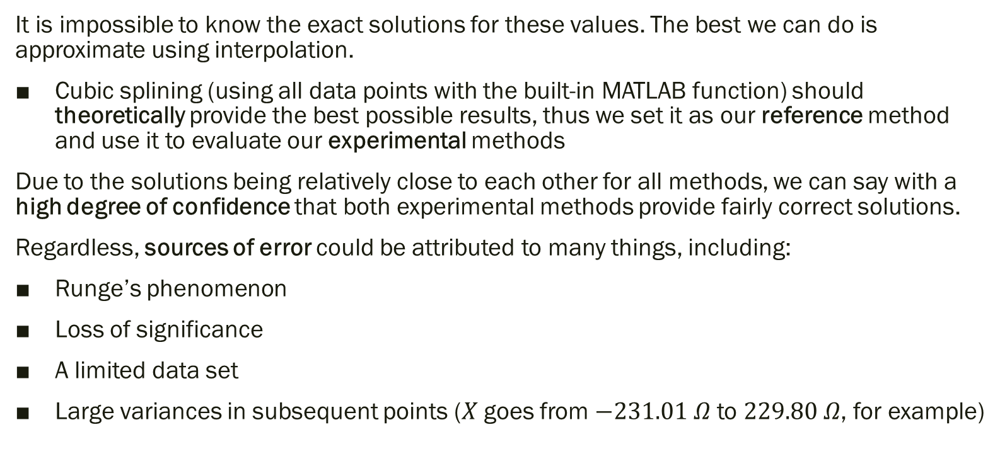 It is impossible to know the exact solutions for these values. The best we can do is
approximate using interpolation.
■ Cubic splining (using all data points with the built-in MATLAB function) should
theoretically provide the best possible results, thus we set it as our reference method
and use it to evaluate our experimental methods
Due to the solutions being relatively close to each other for all methods, we can say with a
high degree of confidence that both experimental methods provide fairly correct solutions.
Regardless, sources of error could be attributed to many things, including:
■ Runge’s phenomenon
■ Loss of significance
■ A limited data set
■ Large variances in subsequent points (X goes from −231.01 Ω to 229.80 Ω, for example)